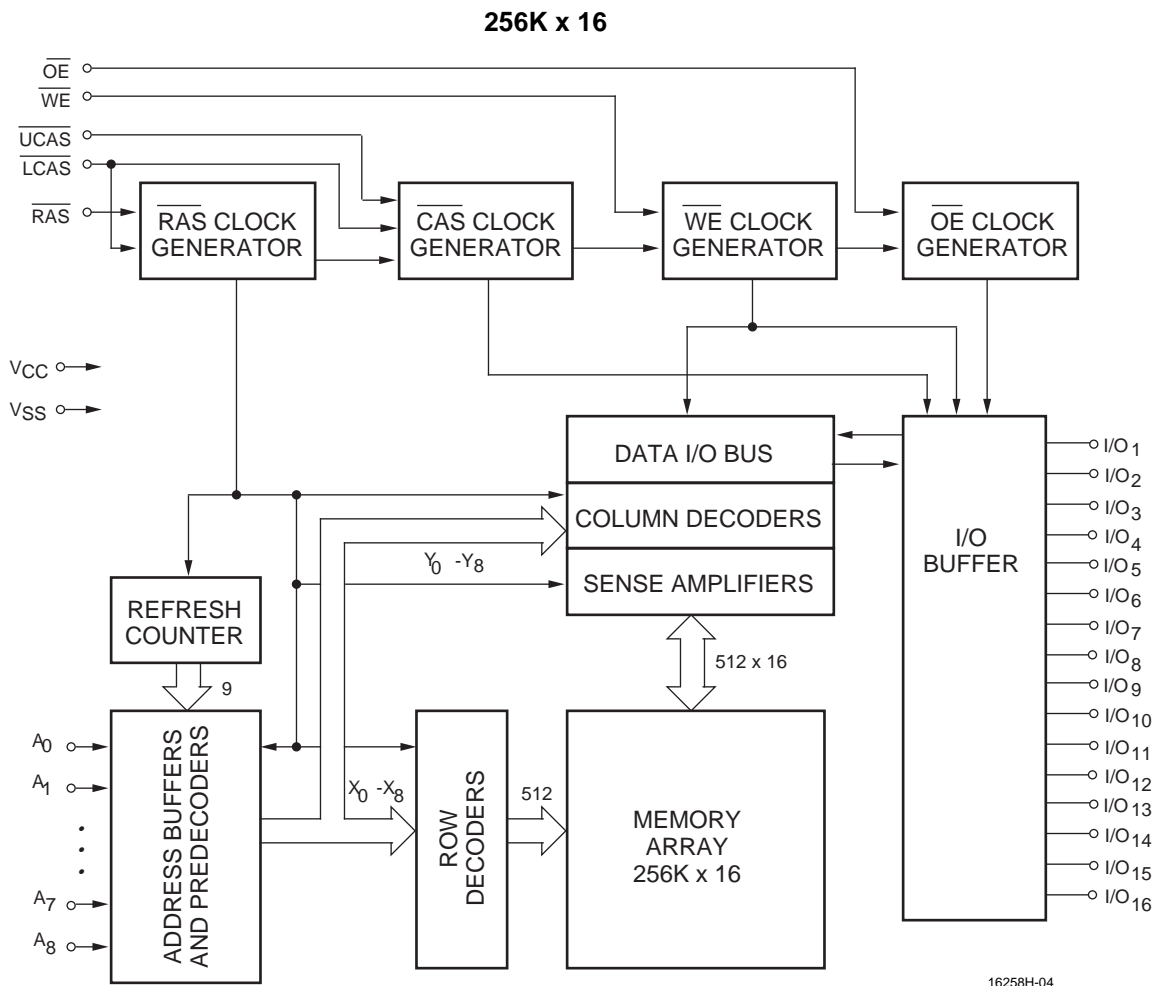 256K x 16
OE
WE
UCAS
LCAS
RAS
RAS CLOCK
GENERATOR
CAS CLOCK
GENERATOR
WE CLOCK
GENERATOR
OE CLOCK
GENERATOR
VCC
VSS
DATA I/O BUS
COLUMN DECODERS
SENSE AMPLIFIERS
Y0 -Y8
REFRESH
COUNTER
9
512 x 16
I/O
BUFFER
I/O1
I/O2
I/O3
I/O4
I/O5
I/O6
I/O7
I/O8
I/O9
I/O10
I/O11
I/O12
I/O13
I/O14
I/O15
I/O16
A0
A1
A7
A8
ADDRESS BUFFERS
AND PREDECODERS
X0 -X8
ROW
DECODERS
512
MEMORY
ARRAY
256K x 16
16258H-04